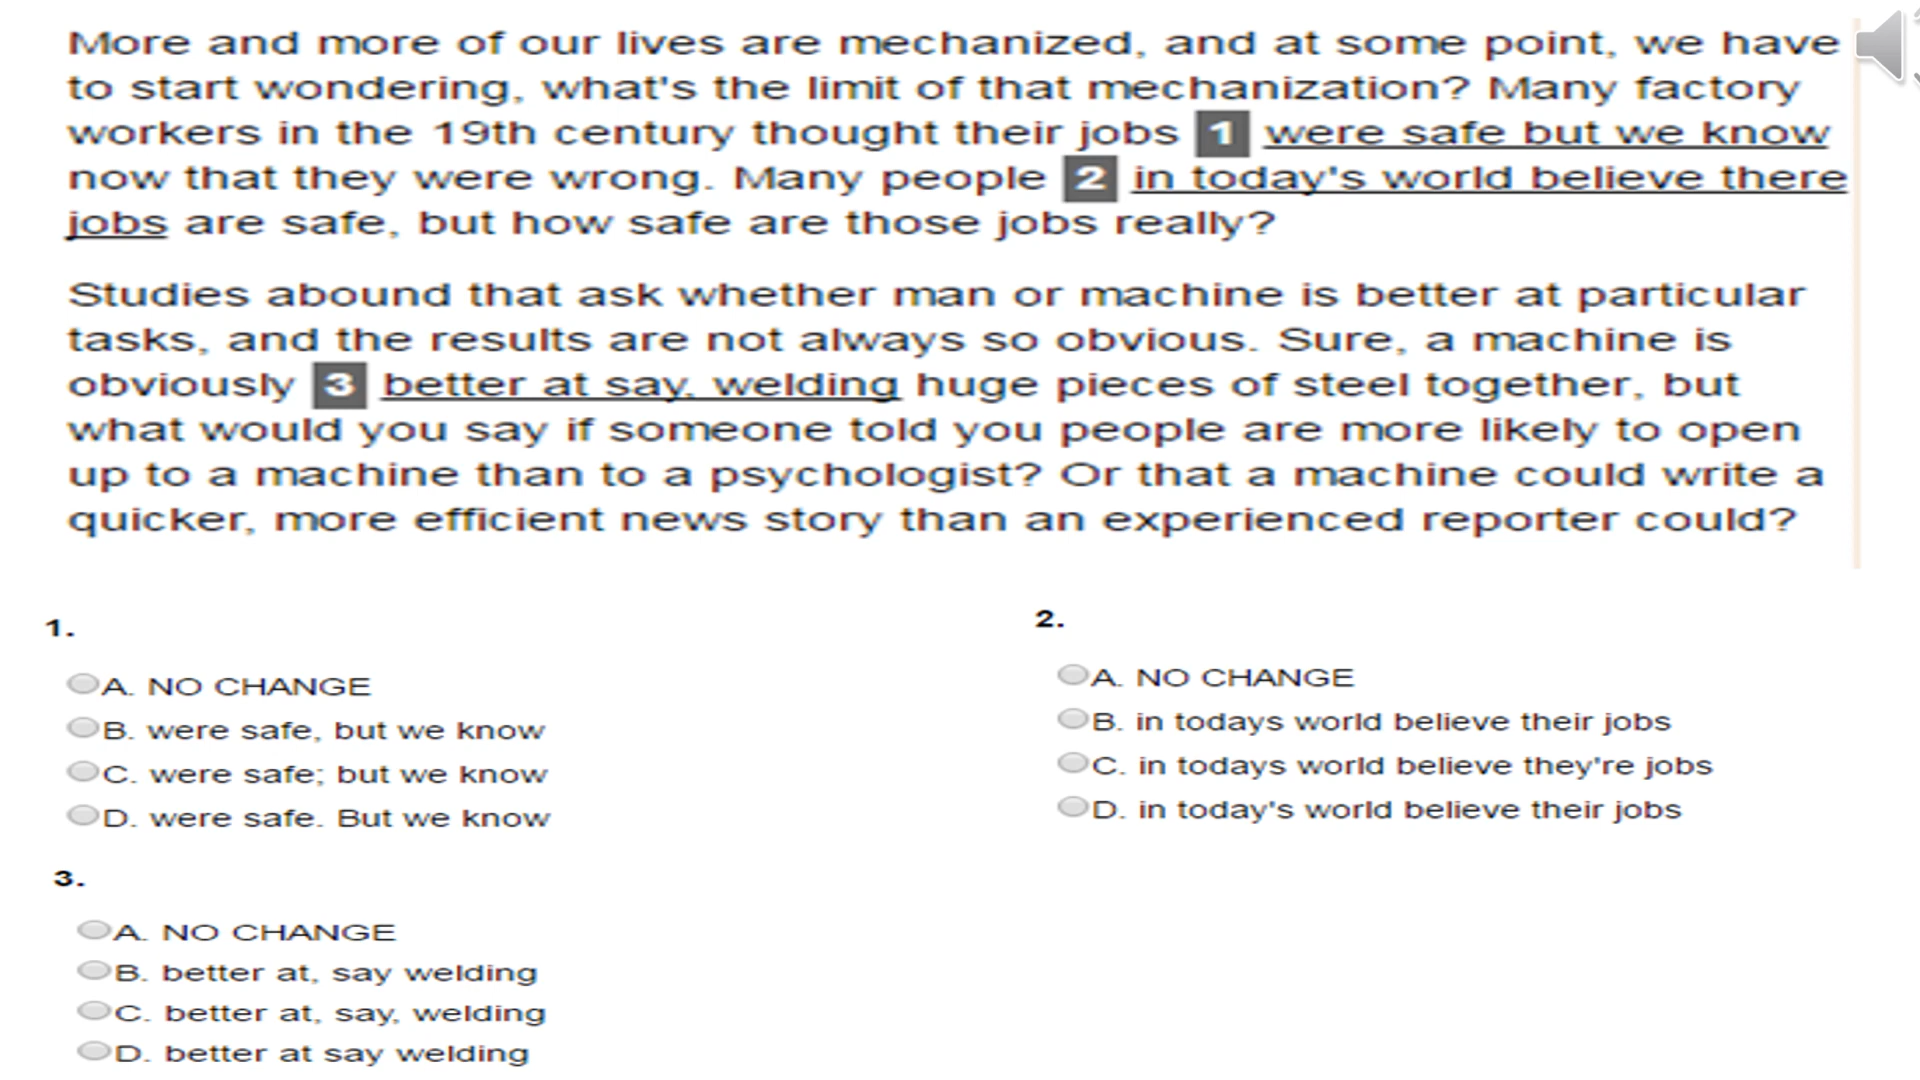 More and more of our lives are mechanized, and at some point, we have
to start wondering, what's the limit of that mechanization? Many factory
workers in the 19th century thought their jobs 1 were safe but we know
now that they were wrong. Many people 2 in today's world believe there
jobs are safe, but how safe are those jobs really?
Studies abound that ask whether man or machine is better at particular
tasks, and the results are not always so obvious. Sure, a machine is
obviously 3 better at say, welding huge pieces of steel together, but
what would you say if someone told you people are more likely to open
up to a machine than to a psychologist? Or that a machine could write a
quicker, more efficient news story than an experienced reporter could?
1.
A. NO CHANGE
B. were safe, but we know
C. were safe; but we know
D. were safe. But we know
2.
A. NO CHANGE
B. in todays world believe their jobs
C. in todays world believe they're jobs
D. in today's world believe their jobs
3.
A. NO CHANGE
B. better at, say welding
C. better at, say, welding
D. better at say welding